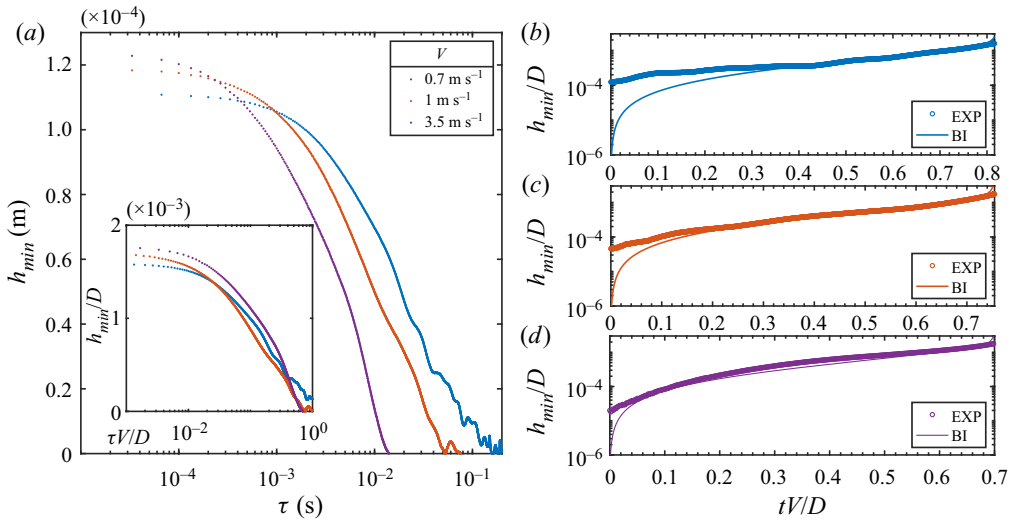 (a)
(×10⁻⁴)
1.2
1.0
0.8
0.6
0.4
0.2
0
h_min (m)
V
0.7 m s⁻¹
1 m s⁻¹
3.5 m s⁻¹
(×10⁻³)
2
1
0
h_min/D
τV/D
10⁻²
10⁰
10⁻⁴
10⁻³
10⁻²
10⁻¹
τ (s)
(b)
h_min/D
10⁻⁴
10⁻⁶
EXP
BI
0 0.1 0.2 0.3 0.4 0.5 0.6 0.7 0.8
(c)
h_min/D
10⁻⁴
10⁻⁶
EXP
BI
0 0.1 0.2 0.3 0.4 0.5 0.6 0.7
(d)
h_min/D
10⁻⁴
10⁻⁶
EXP
BI
0 0.1 0.2 0.3 0.4 0.5 0.6 0.7
tV/D